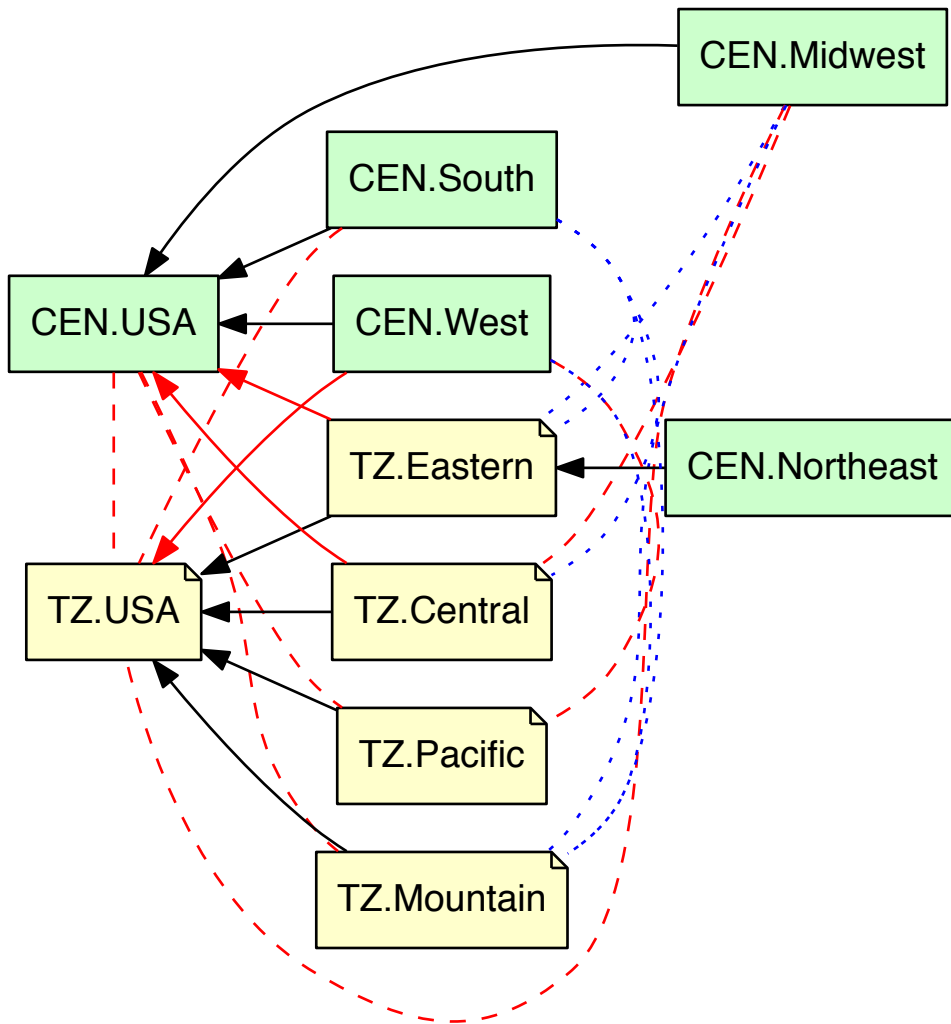 CEN.Midwest
CEN.South
CEN.USA
CEN.West
TZ.Eastern
CEN.Northeast
TZ.USA
TZ.Central
TZ.Pacific
TZ.Mountain